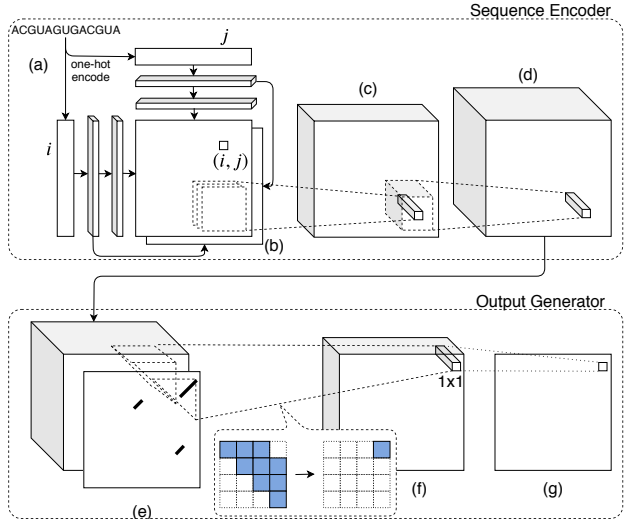 Sequence Encoder
ACGUAGUGACGUA
(a)
one-hot
encode
j
i
(i, j)
(b)
(c)
(d)
Output Generator
1x1
(e)
(f)
(g)